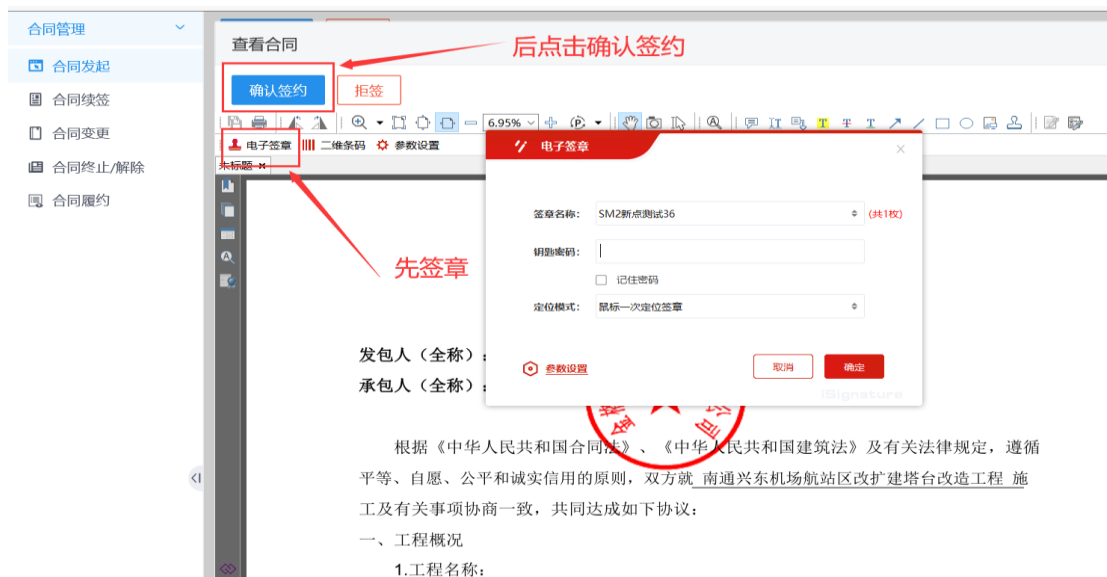 合同管理
合同发起
合同续签
合同变更
合同终止/解除
合同履约
查看合同
后点击确认签约
确认签约
拒签
6.95%
电子签章
二维条码
参数设置
未标题
先签章
电子签章
签章名称：
SM2新点测试36
(共1枚)
钥匙密码：
记住密码
定位模式：
鼠标一次定位签章
参数设置
取消
确定
iSignature
发包人（全称）：
承包人（全称）：
根据《中华人民共和国合同法》、《中华人民共和国建筑法》及有关法律规定，遵循
平等、自愿、公平和诚实信用的原则，双方就 南通兴东机场航站区改扩建塔台改造工程 施
工及有关事项协商一致，共同达成如下协议：
一、工程概况
1.工程名称：